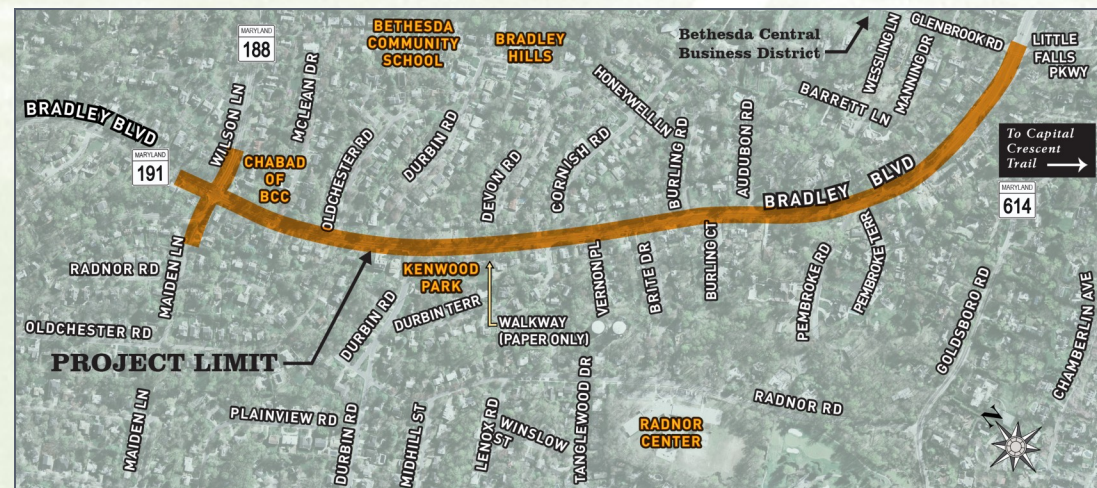 BETHESDA
COMMUNITY
SCHOOL
BRADLEY
HILLS
Bethesda Central
Business District
WESSLING LN
GLENBROOK RD
MANNING DR
LITTLE
FALLS
PKWY
MARYLAND
188
MCLEAN DR
WILSON LN
BRADLEY BLVD
HONEYWELL LN
BARRETT LN
MARYLAND
191
CHABAD
OF
BCC
OLDCHESTER RD
DURBIN RD
DEVON RD
CORNISH RD
BURLING RD
AUDUBON RD
BRADLEY BLVD
To Capital
Crescent
Trail
MARYLAND
614
RADNOR RD
MAIDEN LN
KENWOOD
PARK
VERNON PL
BRITE DR
BURLING CT
PEMBROKE RD
PEMBROKE TERR
GOLDSBORO RD
CHAMBERLIN AVE
OLDCHESTER RD
DURBIN RD
DURBIN TERR
WALKWAY
(PAPER ONLY)
PROJECT LIMIT
MAIDEN LN
PLAINVIEW RD
DURBIN RD
MIDHILL ST
LENOX RD
WINSLOW
ST
TANGLEWOOD DR
RADNOR
CENTER
RADNOR RD
N